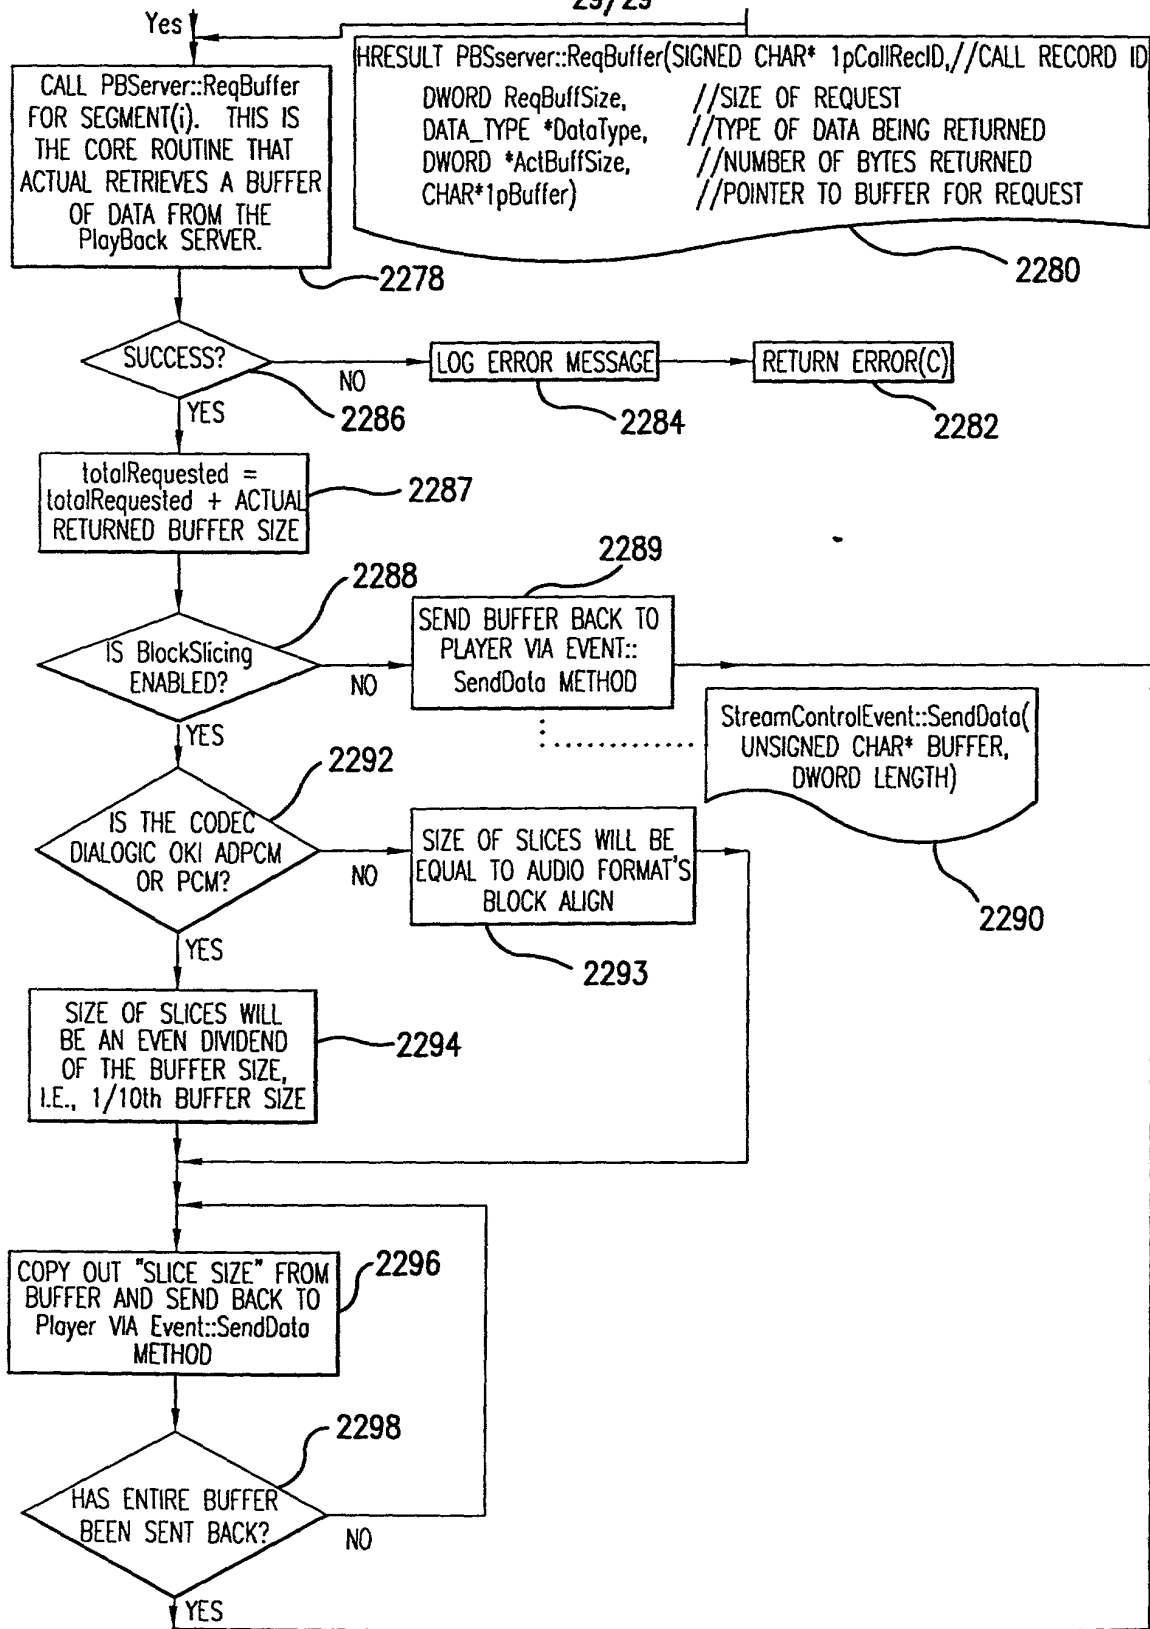 29/29
Yes
CALL PBServer::ReqBuffer
FOR SEGMENT(i). THIS IS
THE CORE ROUTINE THAT
ACTUAL RETRIEVES A BUFFER
OF DATA FROM THE
PlayBack SERVER.
2278
HRESULT PBSserver::ReqBuffer(SIGNED CHAR* 1pCallRecID,//CALL RECORD ID
DWORD ReqBuffSize, //SIZE OF REQUEST
DATA_TYPE *DataType, //TYPE OF DATA BEING RETURNED
DWORD *ActBuffSize, //NUMBER OF BYTES RETURNED
CHAR*1pBuffer) //POINTER TO BUFFER FOR REQUEST
2280
SUCCESS?
NO
2286
YES
LOG ERROR MESSAGE
2284
RETURN ERROR(C)
2282
totalRequested =
totalRequested + ACTUAL
RETURNED BUFFER SIZE
2287
2288
IS BlockSlicing
ENABLED?
NO
YES
2289
SEND BUFFER BACK TO
PLAYER VIA EVENT::
SendData METHOD
StreamControlEvent::SendData(
UNSIGNED CHAR* BUFFER,
DWORD LENGTH)
2290
2292
IS THE CODEC
DIALOGIC OKI ADPCM
OR PCM?
NO
YES
SIZE OF SLICES WILL BE
EQUAL TO AUDIO FORMAT'S
BLOCK ALIGN
2293
SIZE OF SLICES WILL
BE AN EVEN DIVIDEND
OF THE BUFFER SIZE,
I.E., 1/10th BUFFER SIZE
2294
COPY OUT "SLICE SIZE" FROM
BUFFER AND SEND BACK TO
Player VIA Event::SendData
METHOD
2296
2298
HAS ENTIRE BUFFER
BEEN SENT BACK?
NO
YES